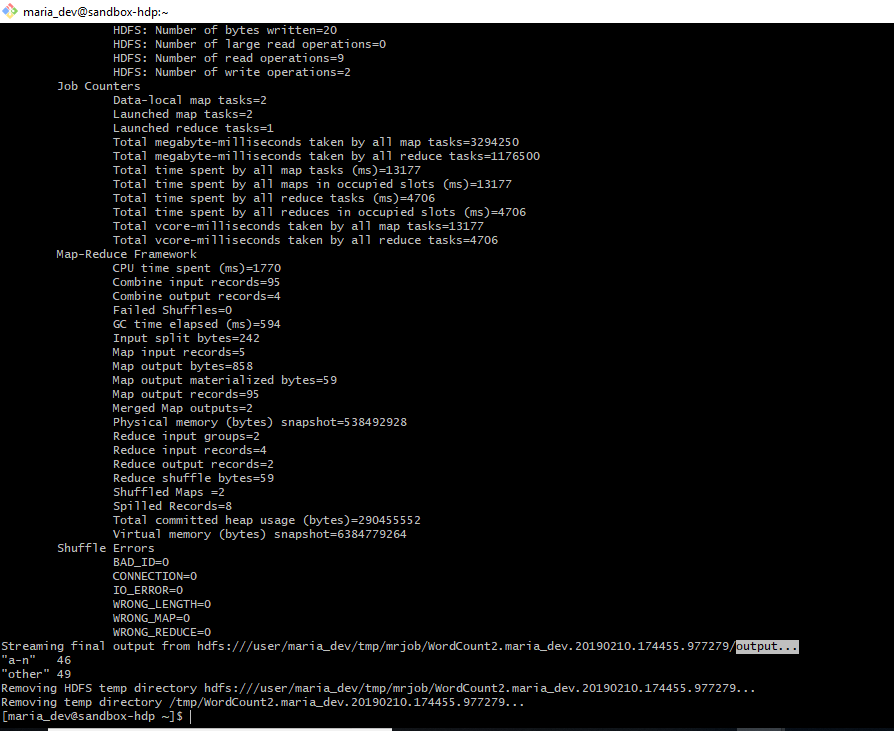 maria_dev@sandbox-hdp:~
HDFS: Number of bytes written=20
HDFS: Number of large read operations=0
HDFS: Number of read operations=9
HDFS: Number of write operations=2
Job Counters
Data-local map tasks=2
Launched map tasks=2
Launched reduce tasks=1
Total megabyte-milliseconds taken by all map tasks=3294250
Total megabyte-milliseconds taken by all reduce tasks=1176500
Total time spent by all map tasks (ms)=13177
Total time spent by all maps in occupied slots (ms)=13177
Total time spent by all reduce tasks (ms)=4706
Total time spent by all reduces in occupied slots (ms)=4706
Total vcore-milliseconds taken by all map tasks=13177
Total vcore-milliseconds taken by all reduce tasks=4706
Map-Reduce Framework
CPU time spent (ms)=1770
Combine input records=95
Combine output records=4
Failed Shuffles=0
GC time elapsed (ms)=594
Input split bytes=242
Map input records=5
Map output bytes=858
Map output materialized bytes=59
Map output records=95
Merged Map outputs=2
Physical memory (bytes) snapshot=538492928
Reduce input groups=2
Reduce input records=4
Reduce output records=2
Reduce shuffle bytes=59
Shuffled Maps =2
Spilled Records=8
Total committed heap usage (bytes)=290455552
Virtual memory (bytes) snapshot=6384779264
Shuffle Errors
BAD_ID=0
CONNECTION=0
IO_ERROR=0
WRONG_LENGTH=0
WRONG_MAP=0
WRONG_REDUCE=0
Streaming final output from hdfs:///user/maria_dev/tmp/mrjob/WordCount2.maria_dev.20190210.174455.977279/output...
"a-n" 46
"other" 49
Removing HDFS temp directory hdfs:///user/maria_dev/tmp/mrjob/WordCount2.maria_dev.20190210.174455.977279...
Removing temp directory /tmp/WordCount2.maria_dev.20190210.174455.977279...
[maria_dev@sandbox-hdp ~]$